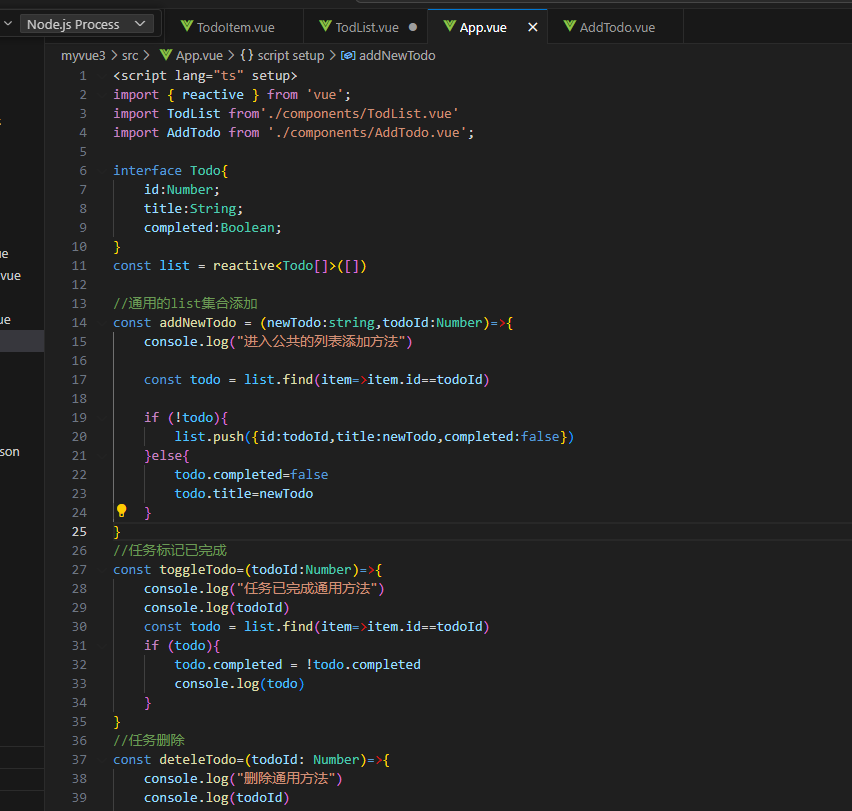 Node.js Process
TodoItem.vue
TodList.vue
App.vue
AddTodo.vue
myvue3 > src > App.vue > {} script setup > addNewTodo
1 <script lang="ts" setup>
2 import { reactive } from 'vue';
3 import TodList from'./components/TodList.vue'
4 import AddTodo from './components/AddTodo.vue';
5
6 interface Todo{
7 id:Number;
8 title:String;
9 completed:Boolean;
10 }
11 const list = reactive<Todo[]>([])
12
13 //通用的list集合添加
14 const addNewTodo = (newTodo:string,todoId:Number)=>{
15 console.log("进入公共的列表添加方法")
16
17 const todo = list.find(item=>item.id==todoId)
18
19 if (!todo){
20 list.push({id:todoId,title:newTodo,completed:false})
21 }else{
22 todo.completed=false
23 todo.title=newTodo
24 }
25 }
26 //任务标记已完成
27 const toggleTodo=(todoId:Number)=>{
28 console.log("任务已完成通用方法")
29 console.log(todoId)
30 const todo = list.find(item=>item.id==todoId)
31 if (todo){
32 todo.completed = !todo.completed
33 console.log(todo)
34 }
35 }
36 //任务删除
37 const deteleTodo=(todoId: Number)=>{
38 console.log("删除通用方法")
39 console.log(todoId)
ue
vue
ue
son